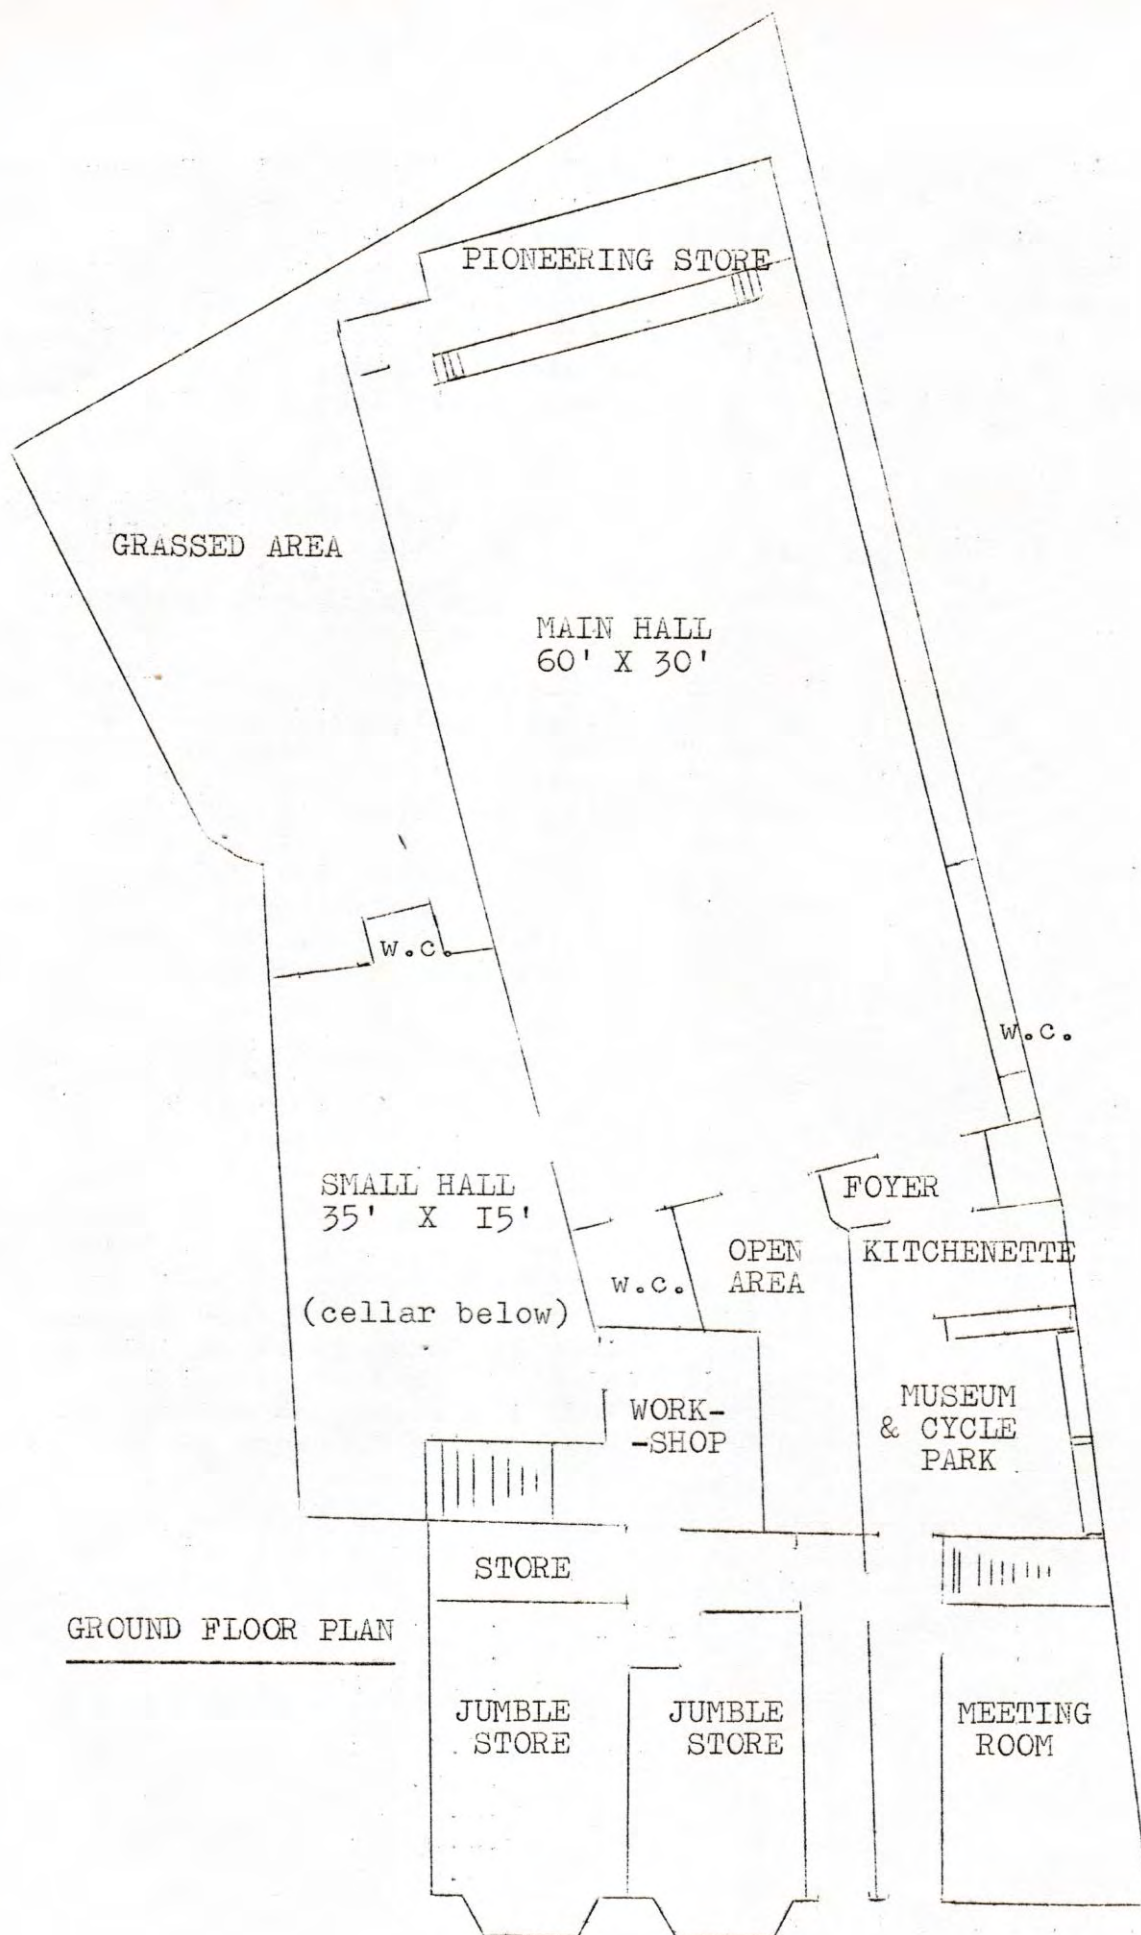 PIONEERING STORE
GRASSED AREA
MAIN HALL
60' X 30'
w.c.
w.c.
SMALL HALL
35' X I5'
(cellar below)
FOYER
OPEN
AREA
KITCHENETTE
w.c.
WORK-
-SHOP
MUSEUM
& CYCLE
PARK
STORE
GROUND FLOOR PLAN
JUMBLE
STORE
JUMBLE
STORE
MEETING
ROOM